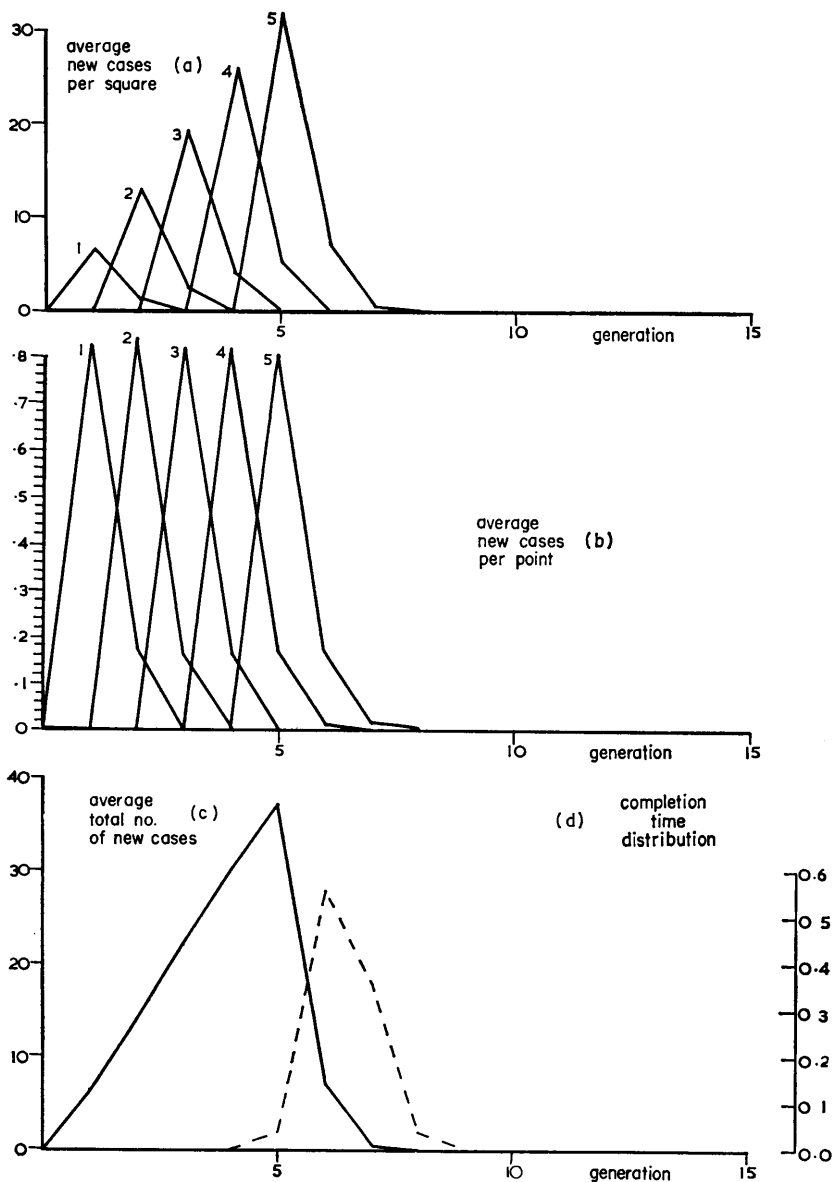 30
20
10
0
average
new cases (a)
per square
1
2
3
4
5
5
10
15
generation
.8
.7
.6
.5
.4
.3
.2
.1
0
1
2
3
4
5
average
new cases (b)
per point
5
10
15
generation
40
30
20
10
0
average
total no. (c)
of new cases
completion
(d) time
distribution
0.6
0.5
0.4
0.3
0.2
0.1
0.0
5
10
15
generation